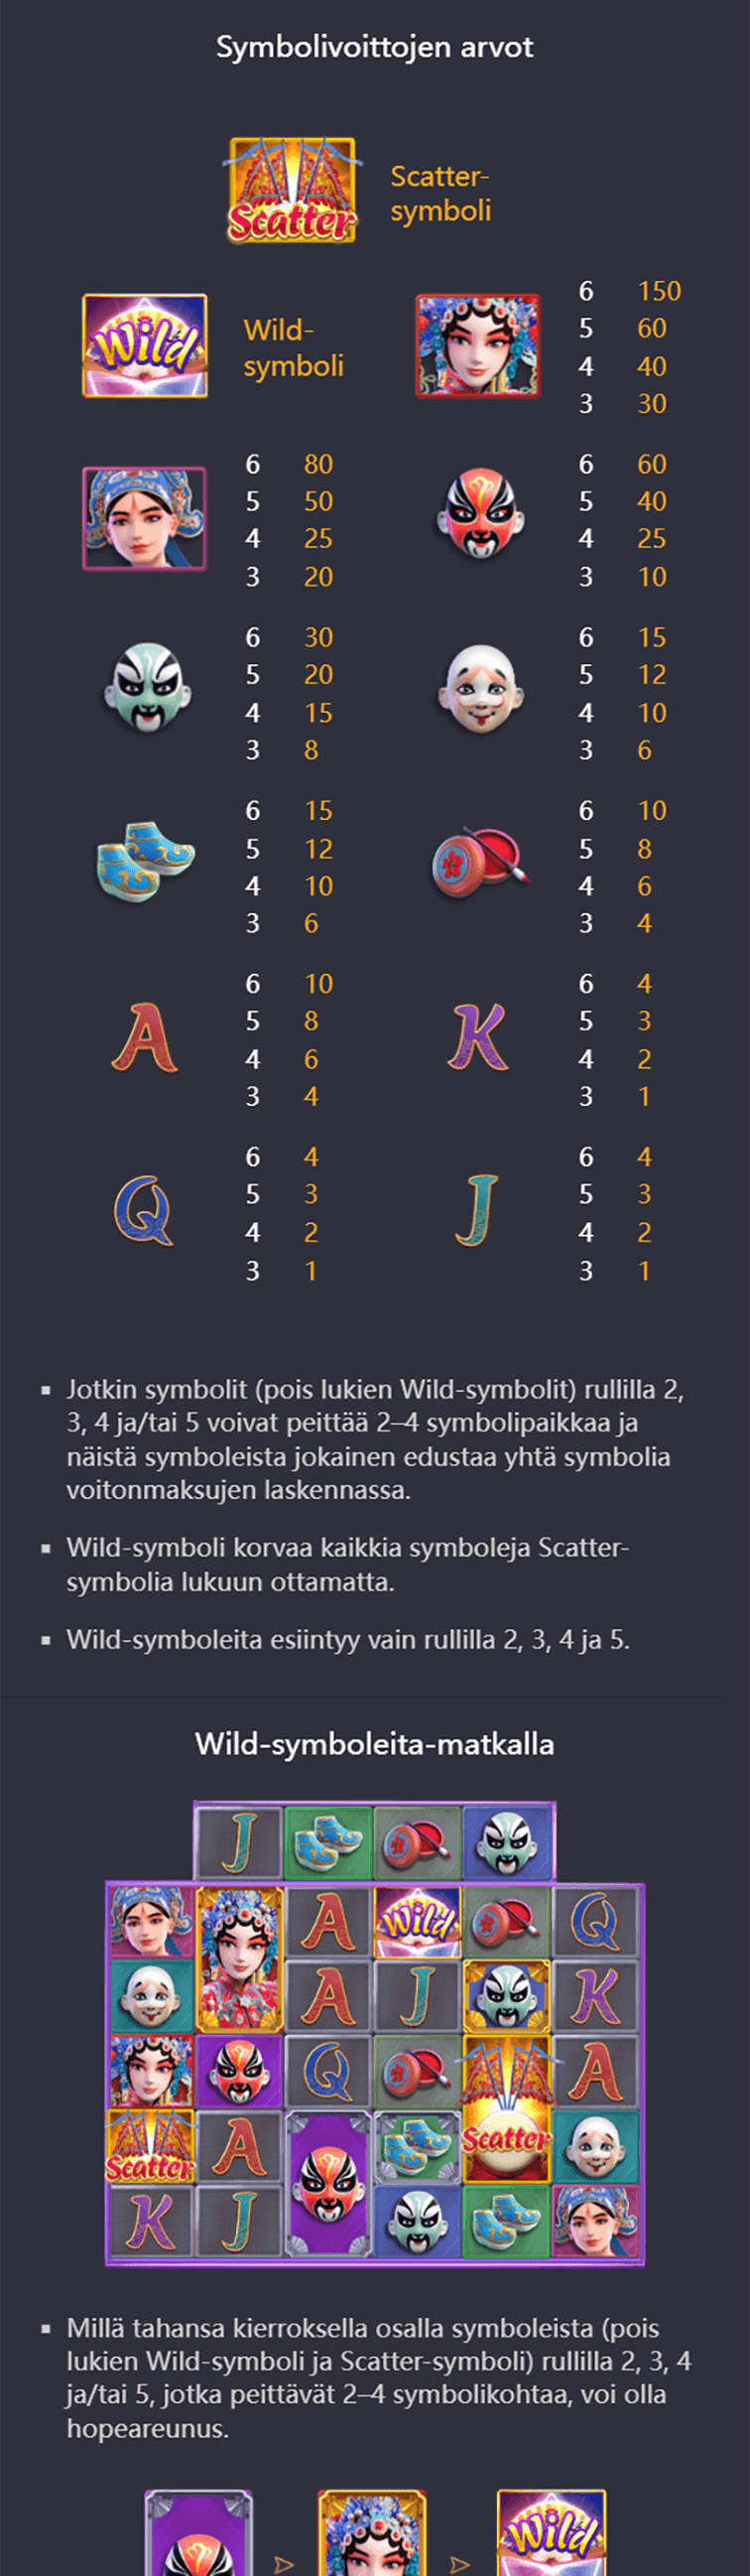 Symbolivoittojen arvot
Scatter
Scatter-
symboli
Wild
Wild-
symboli
6 150
5 60
4 40
3 30
6 80
5 50
4 25
3 20
6 60
5 40
4 25
3 10
6 30
5 20
4 15
3 8
6 15
5 12
4 10
3 6
6 15
5 12
4 10
3 6
6 10
5 8
4 6
3 4
A
6 10
5 8
4 6
3 4
K
6 4
5 3
4 2
3 1
Q
6 4
5 3
4 2
3 1
J
6 4
5 3
4 2
3 1
▪ Jotkin symbolit (pois lukien Wild-symbolit) rullilla 2,
3, 4 ja/tai 5 voivat peittää 2–4 symbolipaikkaa ja
näistä symboleista jokainen edustaa yhtä symbolia
voitonmaksujen laskennassa.
▪ Wild-symboli korvaa kaikkia symboleja Scatter-
symbolia lukuun ottamatta.
▪ Wild-symboleita esiintyy vain rullilla 2, 3, 4 ja 5.
Wild-symboleita-matkalla
J
A Wild Q
A J K
Q A
Scatter A Scatter
K J
▪ Millä tahansa kierroksella osalla symboleista (pois
lukien Wild-symboli ja Scatter-symboli) rullilla 2, 3, 4
ja/tai 5, jotka peittävät 2–4 symbolikohtaa, voi olla
hopeareunus.
Wild